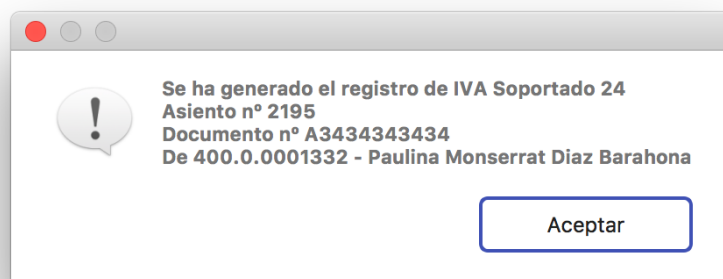 Se ha generado el registro de IVA Soportado 24
Asiento nº 2195
Documento nº A3434343434
De 400.0.0001332 - Paulina Monserrat Diaz Barahona
Aceptar